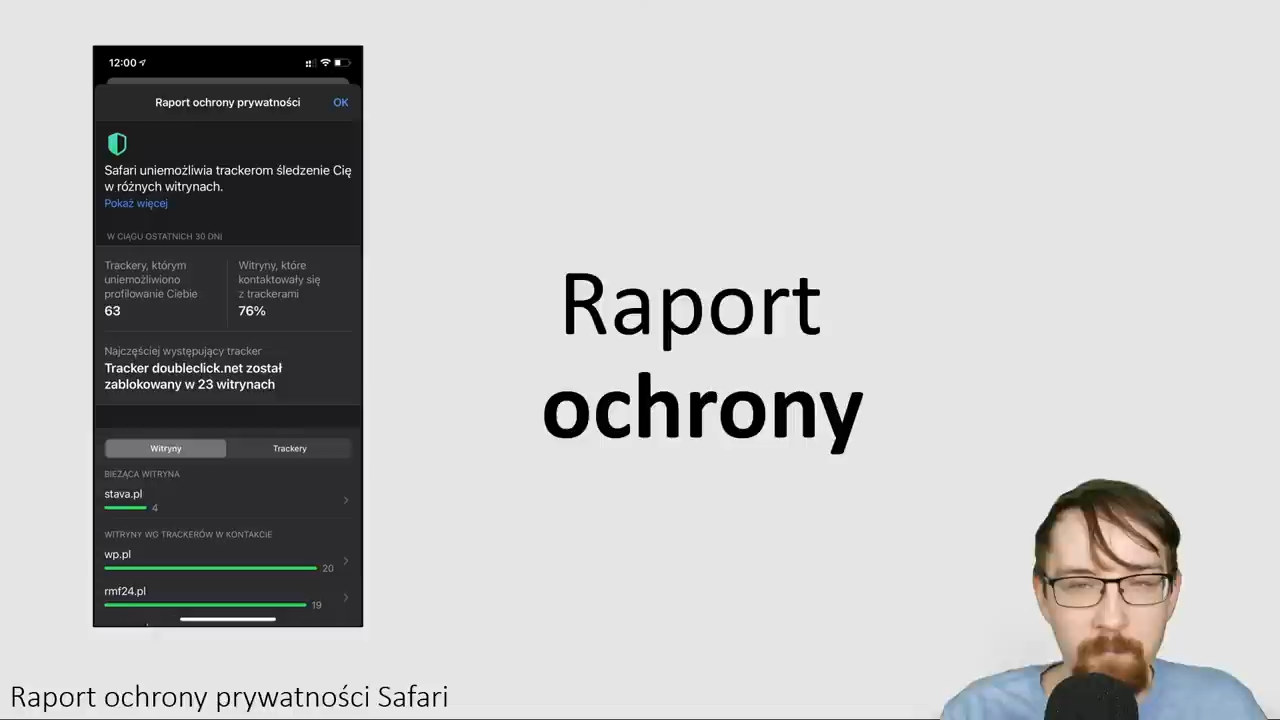 12:00
Raport ochrony prywatności
OK
Safari uniemożliwia trackerom śledzenie Cię
w różnych witrynach.
Pokaż więcej
W CIĄGU OSTATNICH 30 DNI
Trackery, którym
uniemożliwiono
profilowanie Ciebie
63
Witryny, które
kontaktowały się
z trackerami
76%
Najczęściej występujący tracker
Tracker doubleclick.net został
zablokowany w 23 witrynach
Witryny
Trackery
BIEŻĄCA WITRYNA
stava.pl
4
WITRYNY WG TRACKERÓW W KONTAKCIE
wp.pl
20
rmf24.pl
19
Raport
ochrony
Raport ochrony prywatności Safari